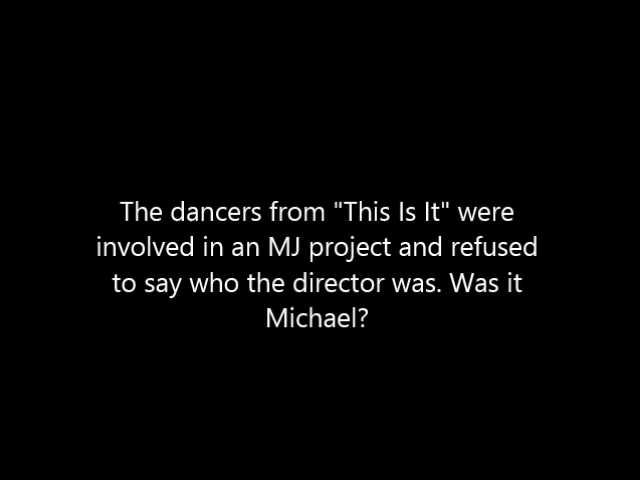 The dancers from "This Is It" were
involved in an MJ project and refused
to say who the director was. Was it
Michael?